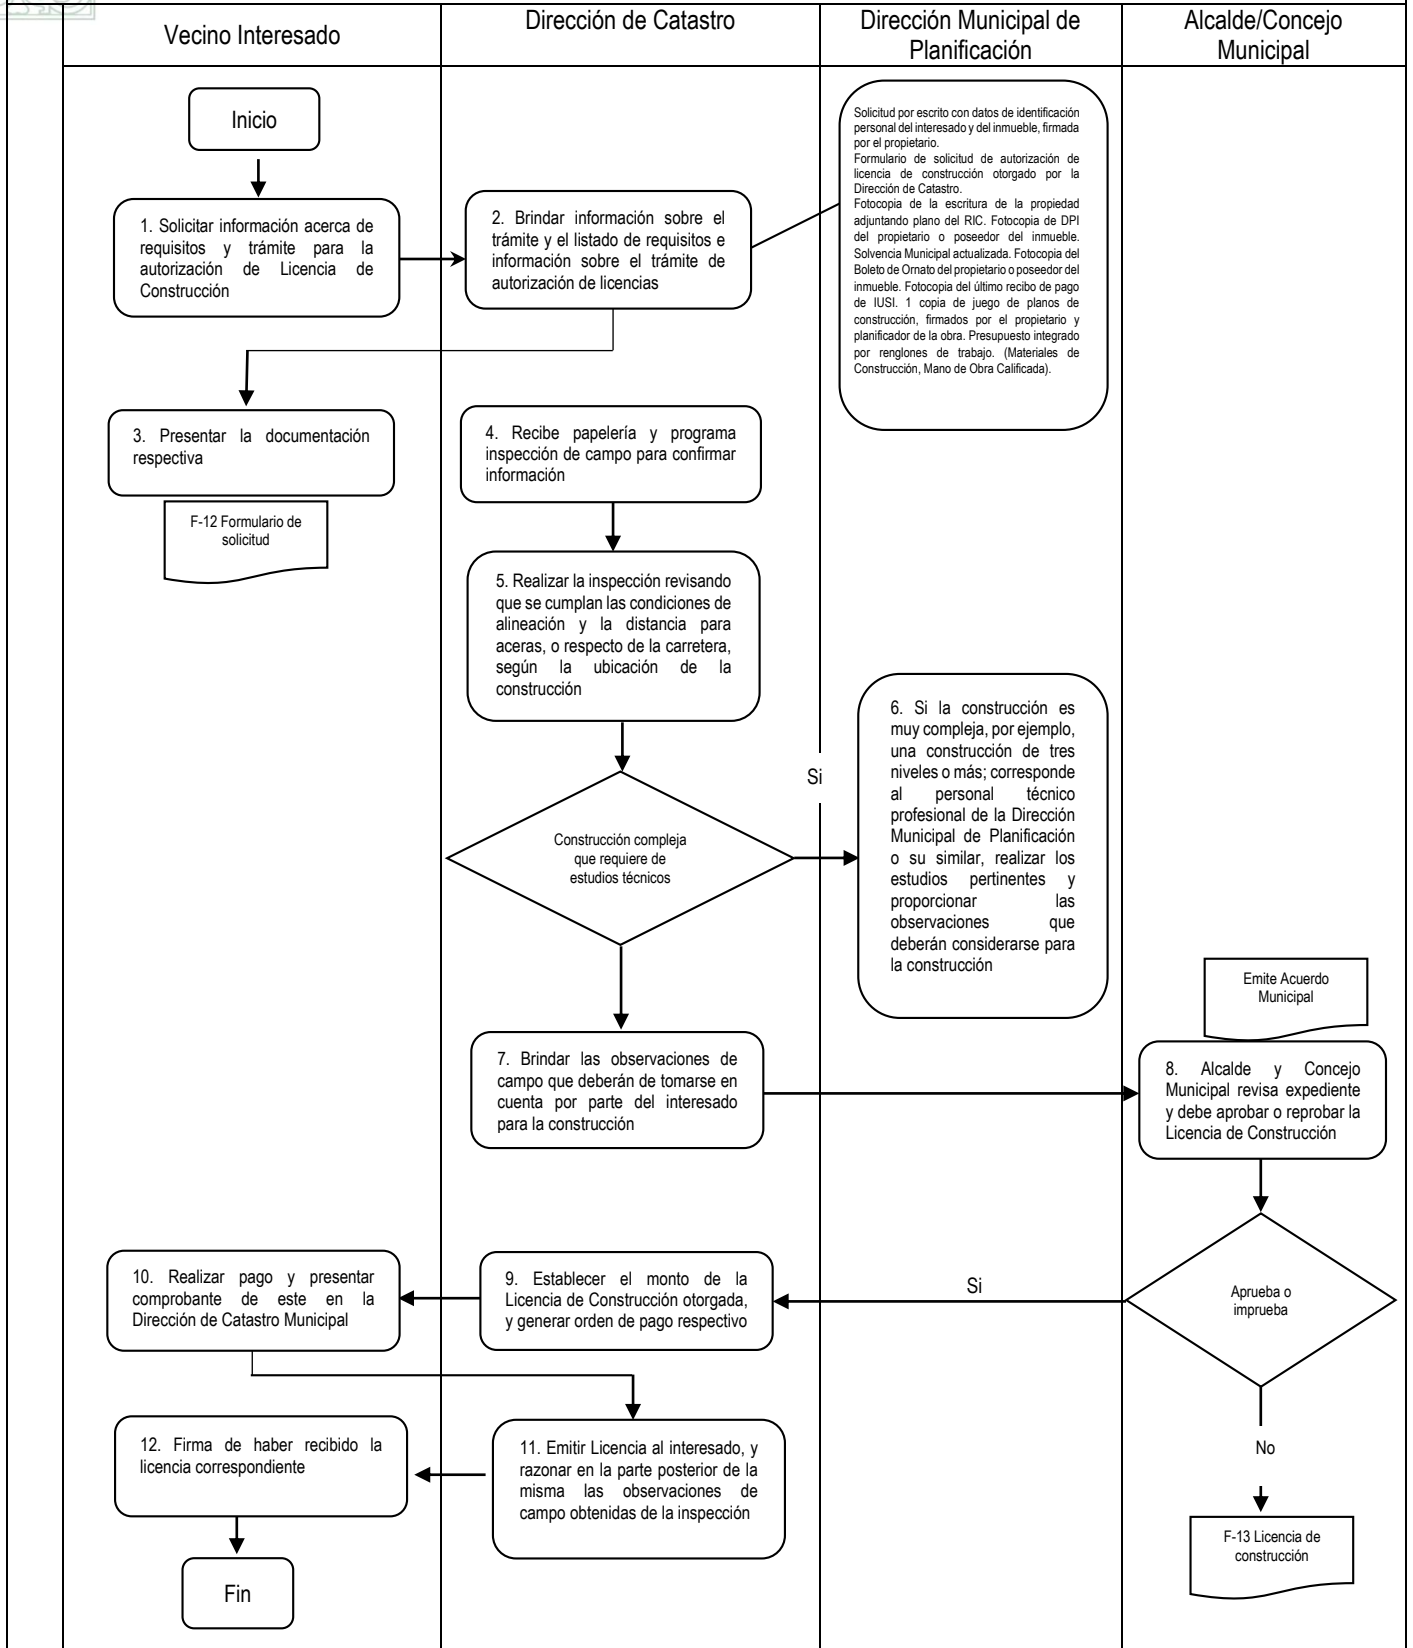 Vecino Interesado
Dirección de Catastro
Dirección Municipal de
Planificación
Alcalde/Concejo
Municipal
Inicio
1. Solicitar información acerca de
requisitos y trámite para la
autorización de Licencia de
Construcción
2. Brindar información sobre el
trámite y el listado de requisitos e
información sobre el trámite de
autorización de licencias
Solicitud por escrito con datos de identificación
personal del interesado y del inmueble, firmada
por el propietario.
Formulario de solicitud de autorización de
licencia de construcción otorgado por la
Dirección de Catastro.
Fotocopia de la escritura de la propiedad
adjuntando plano del RIC. Fotocopia de DPI
del propietario o poseedor del inmueble.
Solvencia Municipal actualizada. Fotocopia del
Boleto de Ornato del propietario o poseedor del
inmueble. Fotocopia del último recibo de pago
de IUSI. 1 copia de juego de planos de
construcción, firmados por el propietario y
planificador de la obra. Presupuesto integrado
por renglones de trabajo. (Materiales de
Construcción, Mano de Obra Calificada).
3. Presentar la documentación
respectiva
F-12 Formulario de
solicitud
4. Recibe papelería y programa
inspección de campo para confirmar
información
5. Realizar la inspección revisando
que se cumplan las condiciones de
alineación y la distancia para
aceras, o respecto de la carretera,
según la ubicación de la
construcción
Construcción compleja
que requiere de
estudios técnicos
Si
6. Si la construcción es
muy compleja, por ejemplo,
una construcción de tres
niveles o más; corresponde
al personal técnico
profesional de la Dirección
Municipal de Planificación
o su similar, realizar los
estudios pertinentes y
proporcionar las
observaciones que
deberán considerarse para
la construcción
7. Brindar las observaciones de
campo que deberán de tomarse en
cuenta por parte del interesado
para la construcción
Emite Acuerdo
Municipal
8. Alcalde y Concejo
Municipal revisa expediente
y debe aprobar o reprobar la
Licencia de Construcción
Aprueba o
imprueba
Si
9. Establecer el monto de la
Licencia de Construcción otorgada,
y generar orden de pago respectivo
10. Realizar pago y presentar
comprobante de este en la
Dirección de Catastro Municipal
11. Emitir Licencia al interesado, y
razonar en la parte posterior de la
misma las observaciones de
campo obtenidas de la inspección
12. Firma de haber recibido la
licencia correspondiente
No
F-13 Licencia de
construcción
Fin